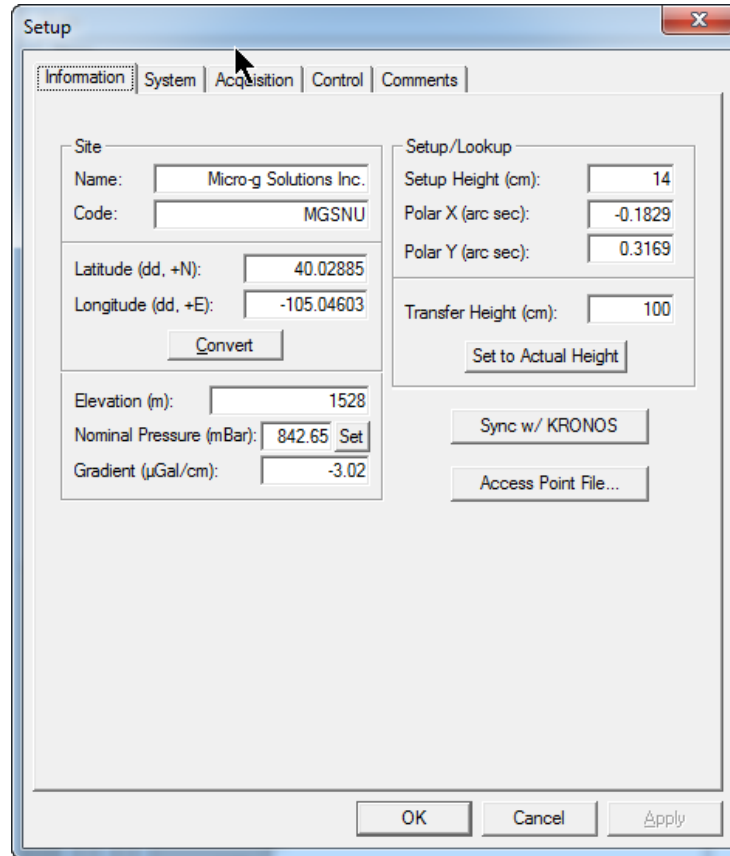 Setup
Information System Acquisition Control Comments
Site
Name: Micro-g Solutions Inc.
Code: MGSNU
Latitude (dd, +N): 40.02885
Longitude (dd, +E): -105.04603
Convert
Elevation (m): 1528
Nominal Pressure (mBar): 842.65 Set
Gradient (µGal/cm): -3.02
Setup/Lookup
Setup Height (cm): 14
Polar X (arc sec): -0.1829
Polar Y (arc sec): 0.3169
Transfer Height (cm): 100
Set to Actual Height
Sync w/ KRONOS
Access Point File...
OK Cancel Apply